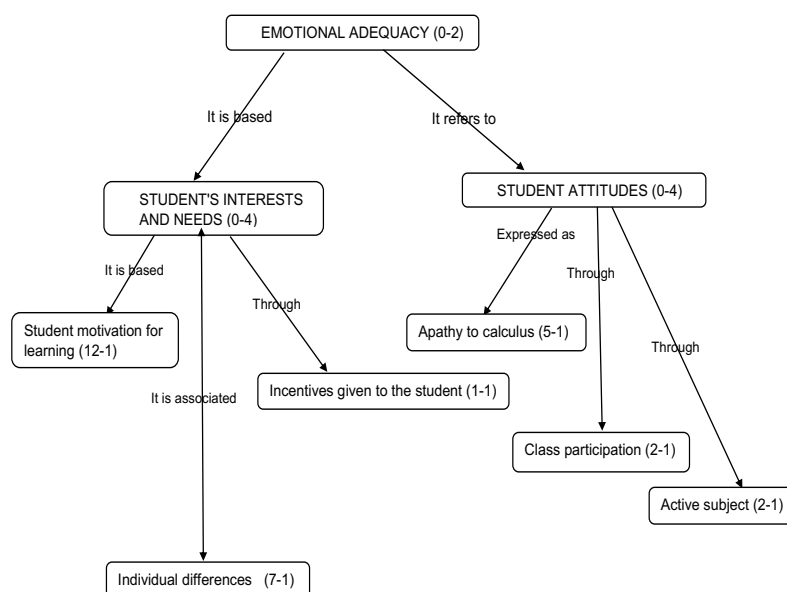 EMOTIONAL ADEQUACY (0-2)
It is based
It refers to
STUDENT'S INTERESTS
AND NEEDS (0-4)
STUDENT ATTITUDES (0-4)
Expressed as
It is based
Through
Through
Student motivation for
learning (12-1)
Apathy to calculus (5-1)
Through
Incentives given to the student (1-1)
It is associated
Class participation (2-1)
Active subject (2-1)
Individual differences (7-1)